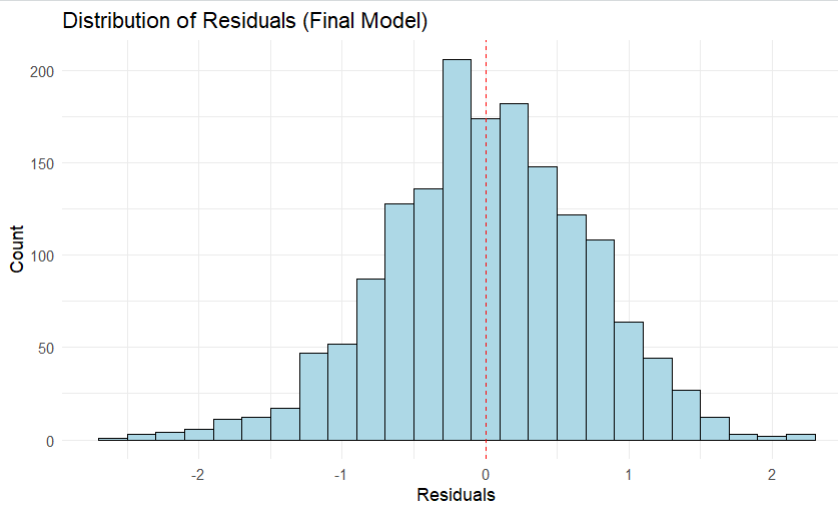 Distribution of Residuals (Final Model)
200
150
100
50
0
Count
-2 -1 0 1 2
Residuals